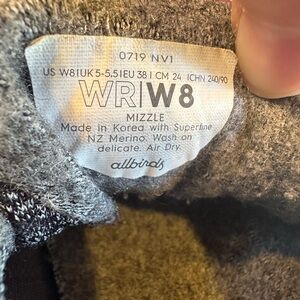 0719 NV1
US W8|UK 5-5.5|EU 38 | CM 24 |CHN 240/90
WR|W8
MIZZLE
Made in Korea with Superfine
NZ Merino. Wash on
delicate. Air Dry.
allbirds